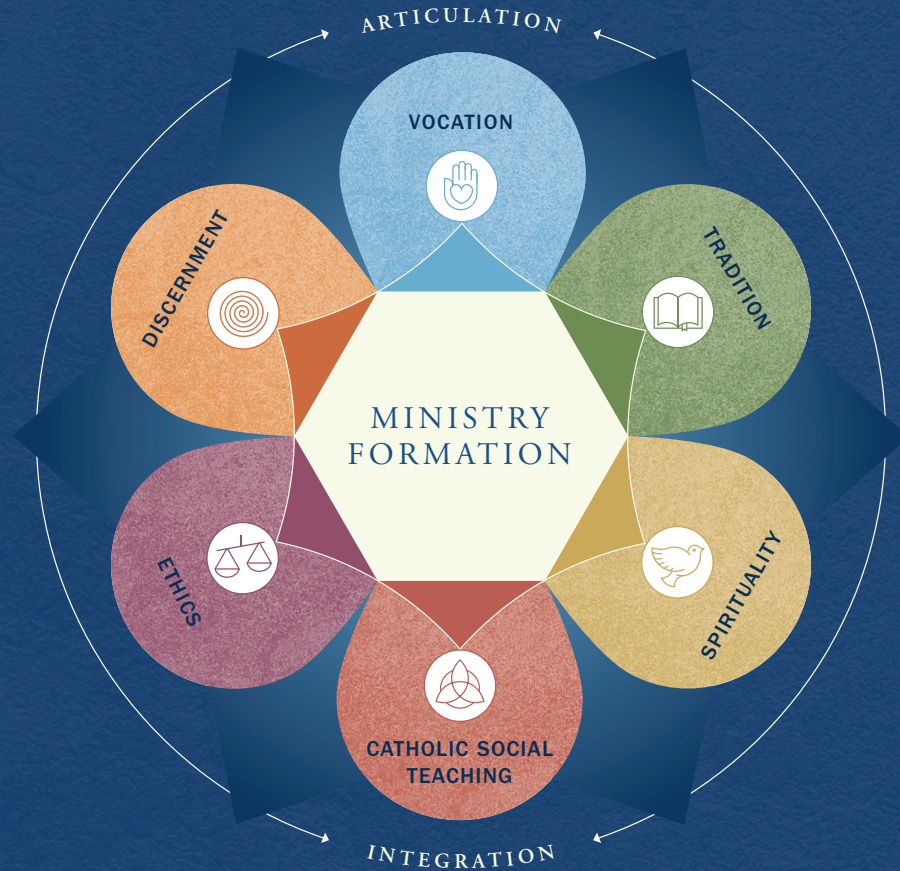 ARTICULATION
VOCATION
TRADITION
SPIRITUALITY
CATHOLIC SOCIAL
TEACHING
ETHICS
DISCERNMENT
MINISTRY
FORMATION
INTEGRATION